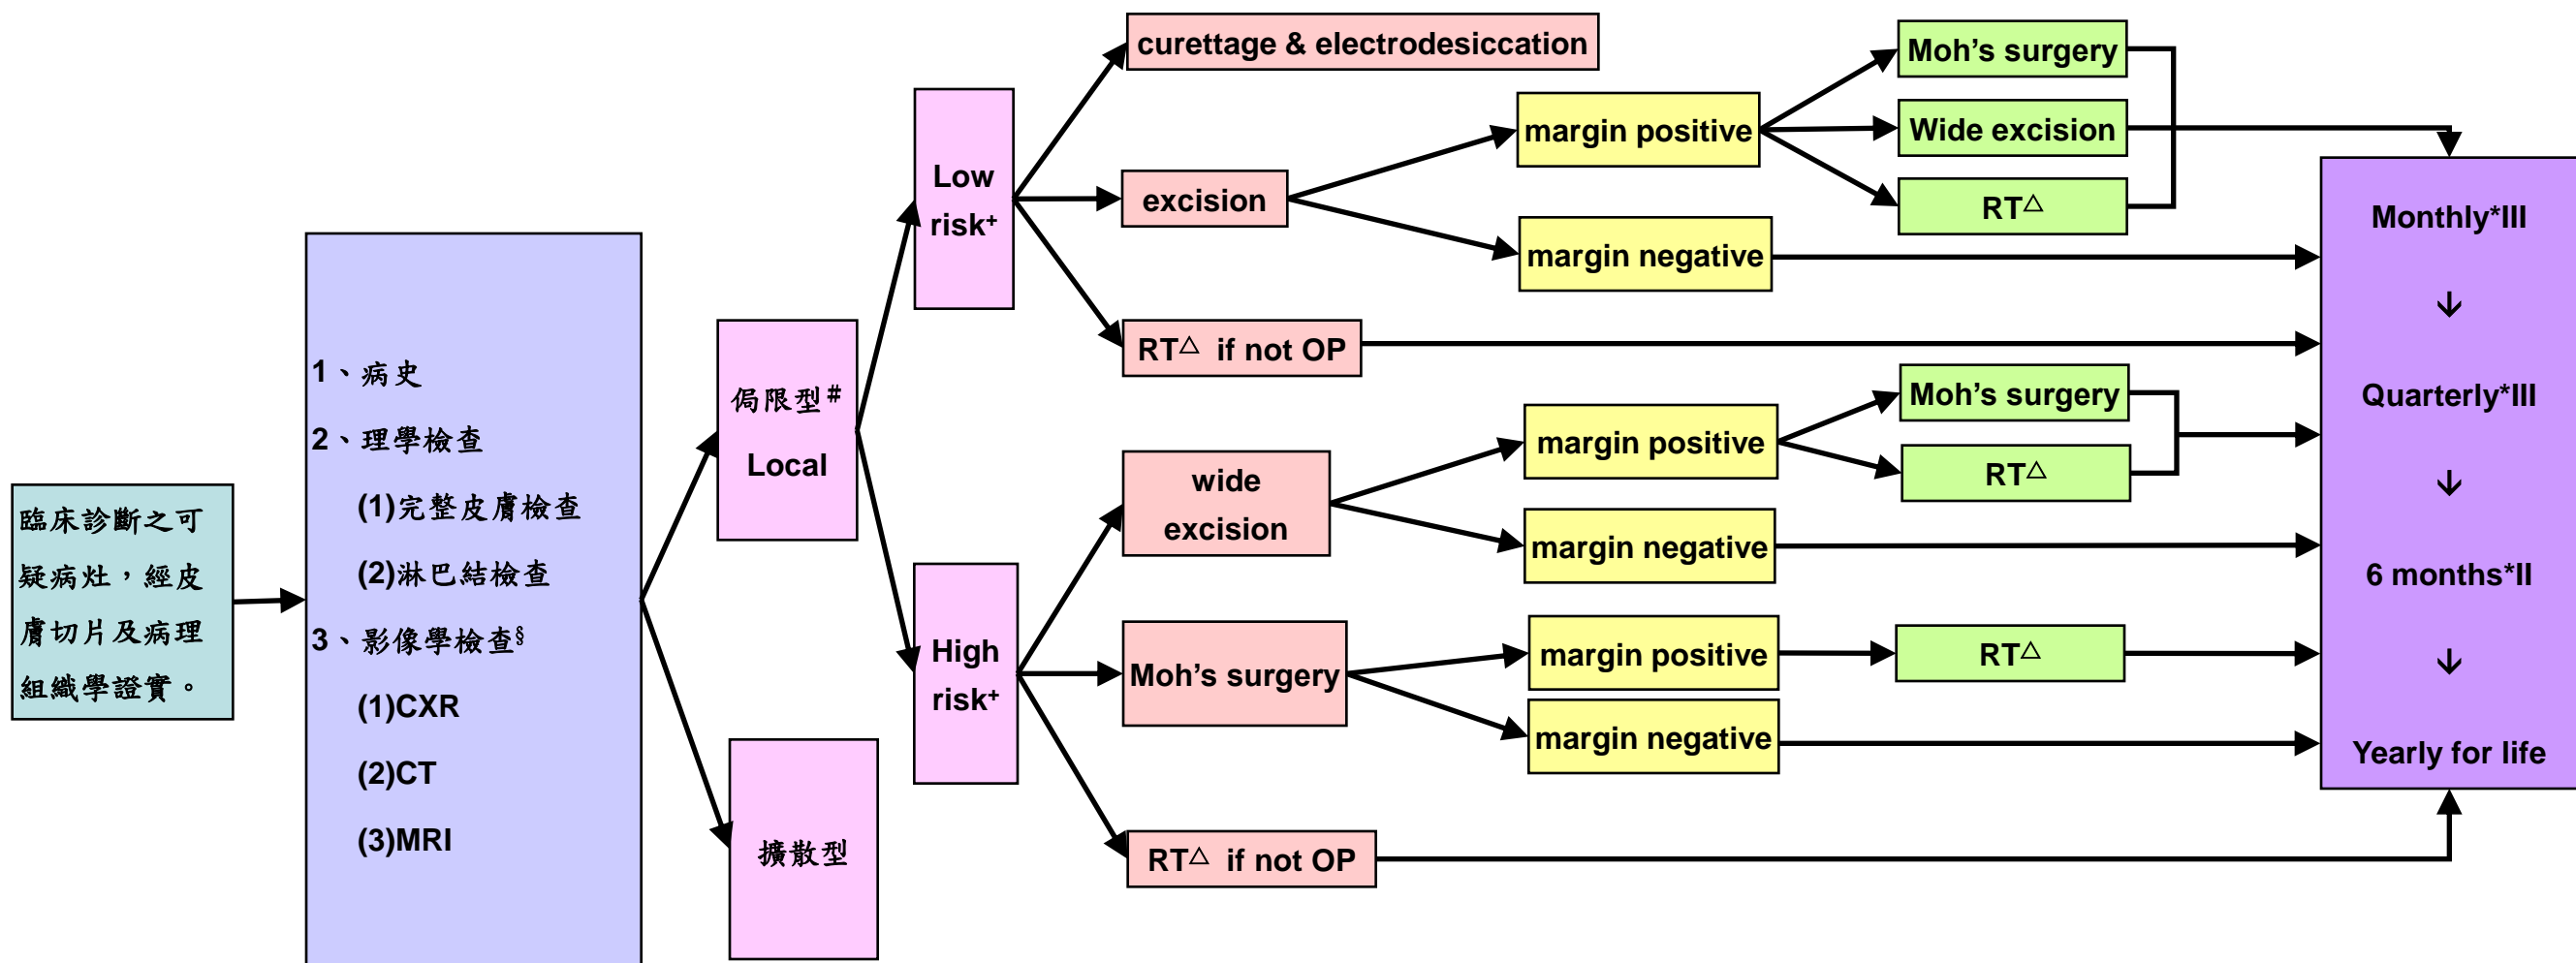 臨床診斷之可
疑病灶，經皮
膚切片及病理
組織學證實。
1、病史
2、理學檢查
(1)完整皮膚檢查
(2)淋巴結檢查
3、影像學檢查§
(1)CXR
(2)CT
(3)MRI
侷限型#
Local
擴散型
Low
risk+
High
risk+
curettage & electrodesiccation
excision
RT△ if not OP
wide
excision
Moh’s surgery
RT△ if not OP
margin positive
margin negative
margin positive
margin negative
margin positive
margin negative
Moh’s surgery
Wide excision
RT△
Moh’s surgery
RT△
RT△
Monthly*III
↓
Quarterly*III
↓
6 months*II
↓
Yearly for life